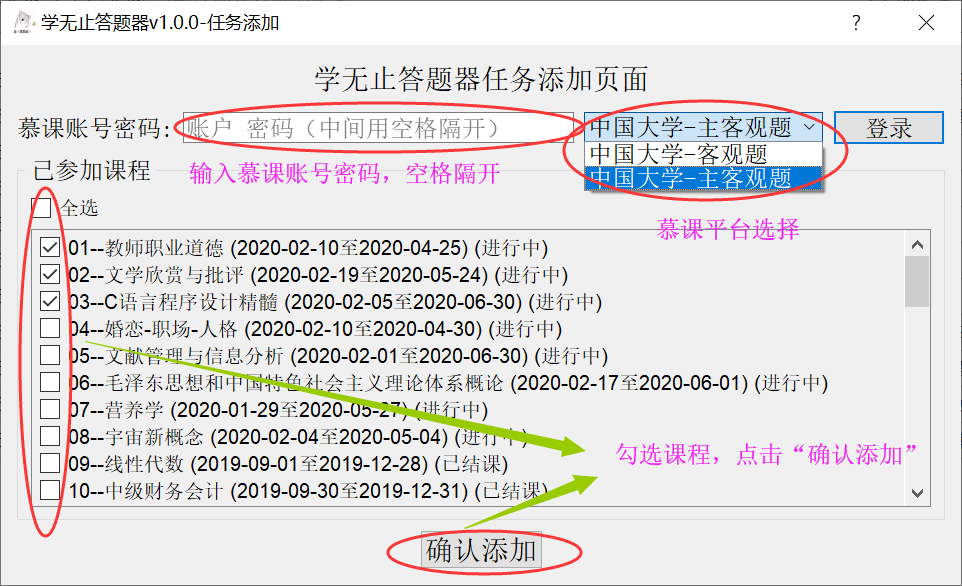 学无止答题器v1.0.0-任务添加
学无止答题器任务添加页面
慕课账号密码: 账户 密码（中间用空格隔开） 中国大学-主客观题 登录
中国大学-客观题
中国大学-主客观题
已参加课程
输入慕课账号密码，空格隔开
慕课平台选择
全选
01--教师职业道德 (2020-02-10至2020-04-25) (进行中)
02--文学欣赏与批评 (2020-02-19至2020-05-24) (进行中)
03--C语言程序设计精髓 (2020-02-05至2020-06-30) (进行中)
04--婚恋-职场-人格 (2020-02-10至2020-04-30) (进行中)
05--文献管理与信息分析 (2020-02-01至2020-06-30) (进行中)
06--毛泽东思想和中国特色社会主义理论体系概论 (2020-02-17至2020-06-01) (进行中)
07--营养学 (2020-01-29至2020-05-27) (进行中)
08--宇宙新概念 (2020-02-04至2020-05-04) (进行中)
09--线性代数 (2019-09-01至2019-12-28) (已结课)
10--中级财务会计 (2019-09-30至2019-12-31) (已结课)
勾选课程，点击“确认添加”
确认添加